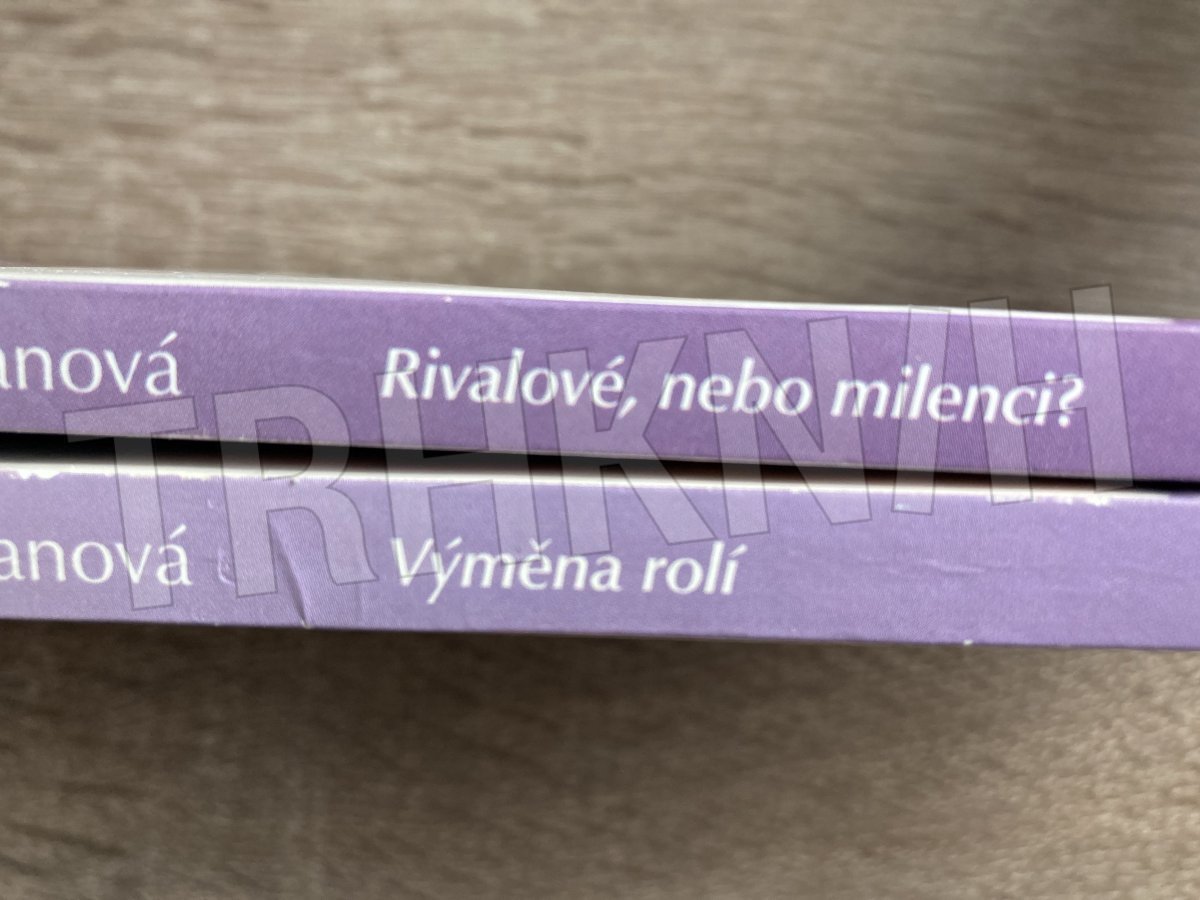 anová Rivalové, nebo milenci?
anová Výměna rolí
TRHKNIH